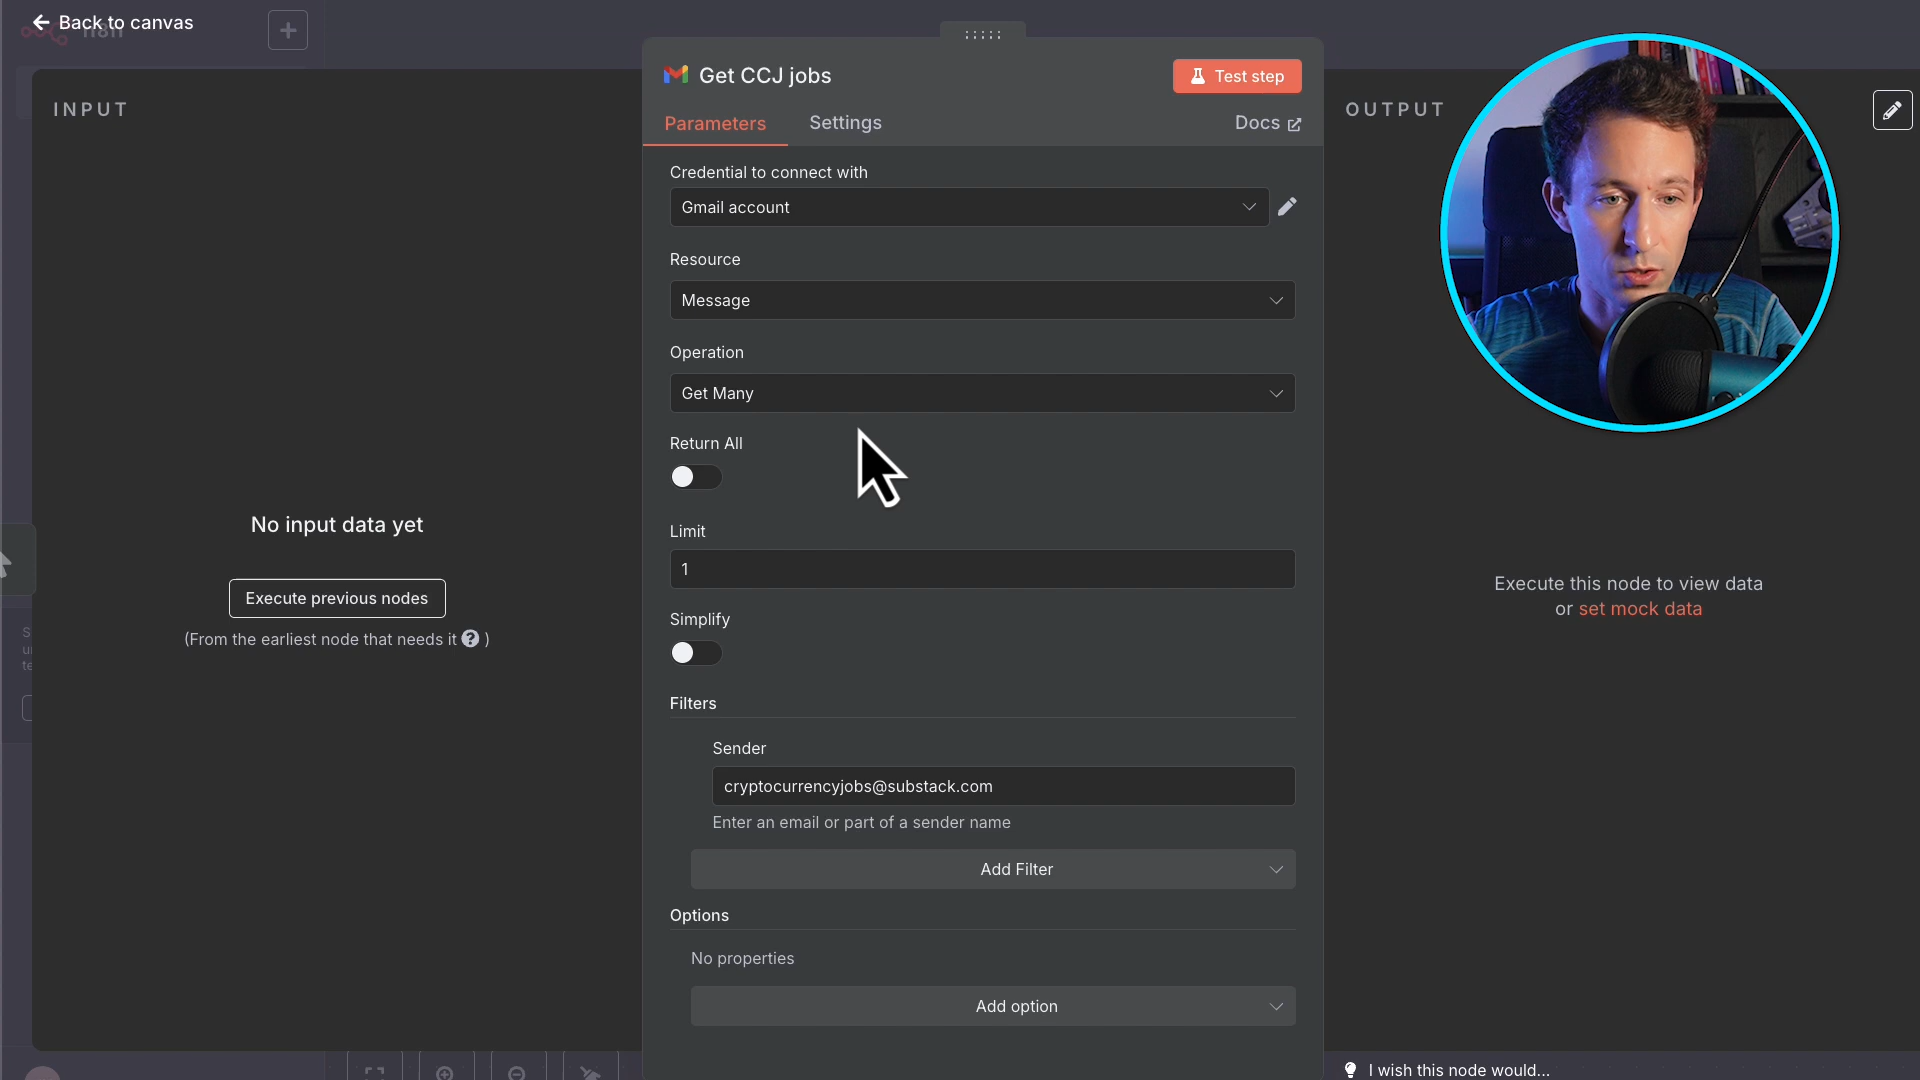 Back to canvas
n8n
INPUT
No input data yet
Execute previous nodes
(From the earliest node that needs it ? )
Get CCJ jobs
Test step
Parameters
Settings
Docs
Credential to connect with
Gmail account
Resource
Message
Operation
Get Many
Return All
Limit
1
Simplify
Filters
Sender
cryptocurrencyjobs@substack.com
Enter an email or part of a sender name
Add Filter
Options
No properties
Add option
OUTPUT
Execute this node to view data
or set mock data
I wish this node would...